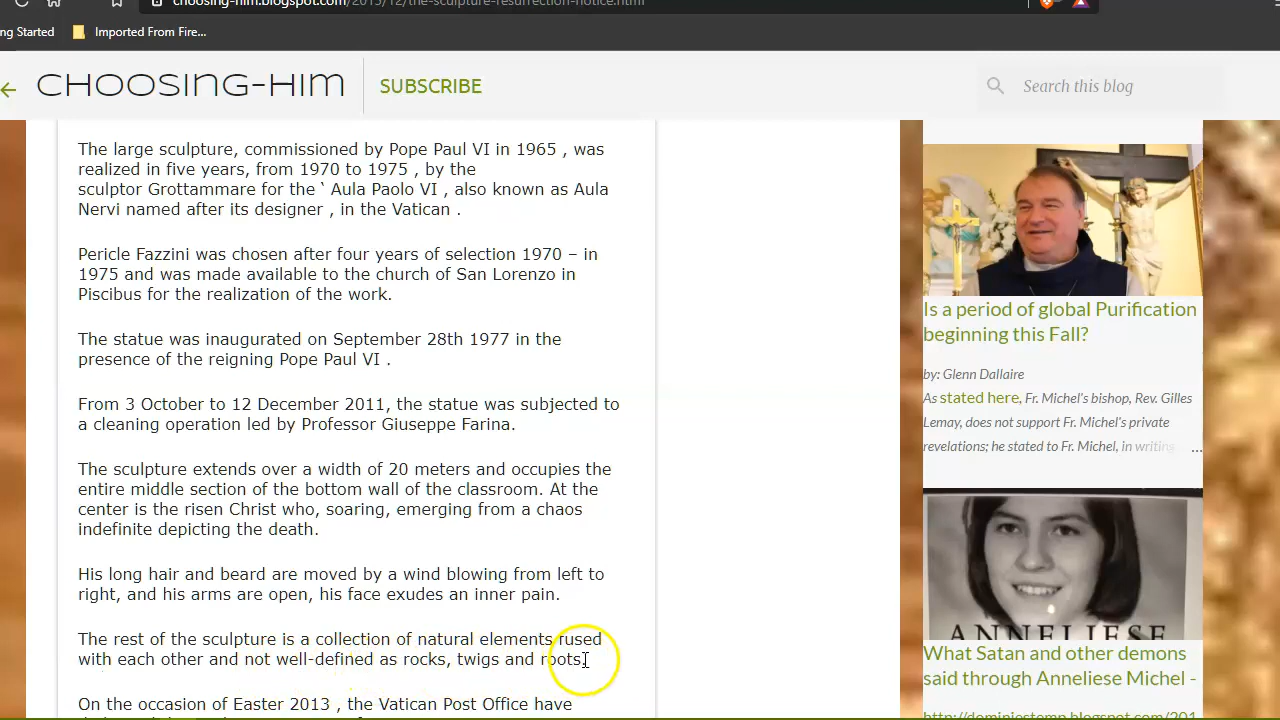 choosing-him.blogspot.com/2015/12/the-sculpture-resurrection-notice.html
ng Started
Imported From Fire...
CHOOSING-HIM
SUBSCRIBE
Search this blog
The large sculpture, commissioned by Pope Paul VI in 1965 , was
realized in five years, from 1970 to 1975 , by the
sculptor Grottammare for the ` Aula Paolo VI , also known as Aula
Nervi named after its designer , in the Vatican .
Pericle Fazzini was chosen after four years of selection 1970 – in
1975 and was made available to the church of San Lorenzo in
Piscibus for the realization of the work.
The statue was inaugurated on September 28th 1977 in the
presence of the reigning Pope Paul VI .
From 3 October to 12 December 2011, the statue was subjected to
a cleaning operation led by Professor Giuseppe Farina.
The sculpture extends over a width of 20 meters and occupies the
entire middle section of the bottom wall of the classroom. At the
center is the risen Christ who, soaring, emerging from a chaos
indefinite depicting the death.
His long hair and beard are moved by a wind blowing from left to
right, and his arms are open, his face exudes an inner pain.
The rest of the sculpture is a collection of natural elements fused
with each other and not well-defined as rocks, twigs and roots.
On the occasion of Easter 2013 , the Vatican Post Office have
Is a period of global Purification
beginning this Fall?
by: Glenn Dallaire
As stated here, Fr. Michel's bishop, Rev. Gilles
Lemay, does not support Fr. Michel's private
revelations; he stated to Fr. Michel, in writing ...
ANNELIESE
What Satan and other demons
said through Anneliese Michel -